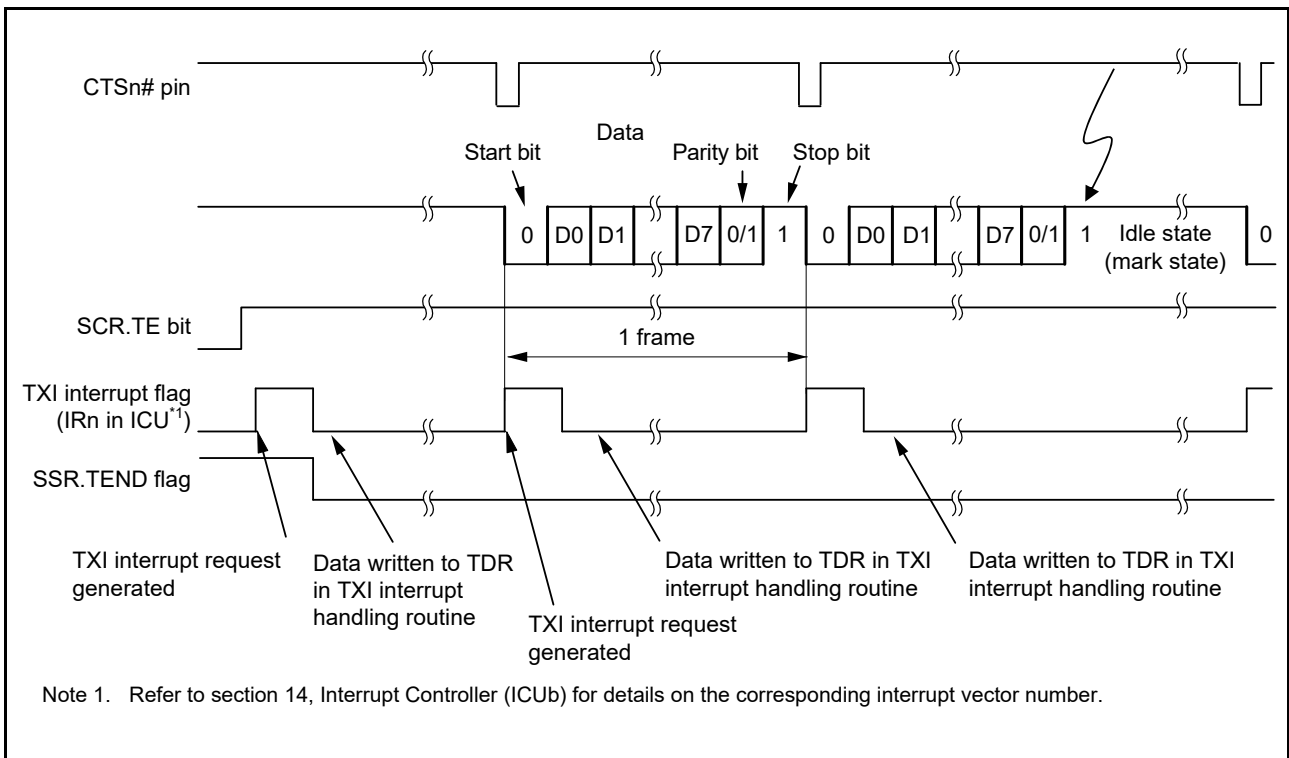 CTSn# pin
Data
Start bit
Parity bit
Stop bit
0 D0 D1 D7 0/1 1 0 D0 D1 D7 0/1 1 Idle state 0
(mark state)
SCR.TE bit
1 frame
TXI interrupt flag
(IRn in ICU*1)
SSR.TEND flag
TXI interrupt request
generated
Data written to TDR
in TXI interrupt
handling routine
TXI interrupt request
generated
Data written to TDR in TXI
interrupt handling routine
Data written to TDR in TXI
interrupt handling routine
Note 1. Refer to section 14, Interrupt Controller (ICUb) for details on the corresponding interrupt vector number.